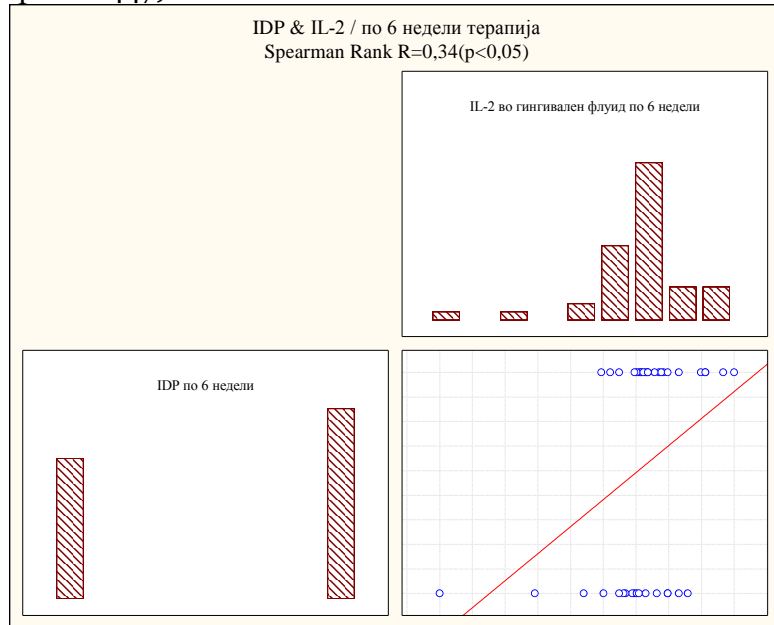 IDP & IL-2 / по 6 недели терапија
Spearman Rank R=0,34(p<0,05)
IL-2 во гингивален флуид по 6 недели
IDP по 6 недели